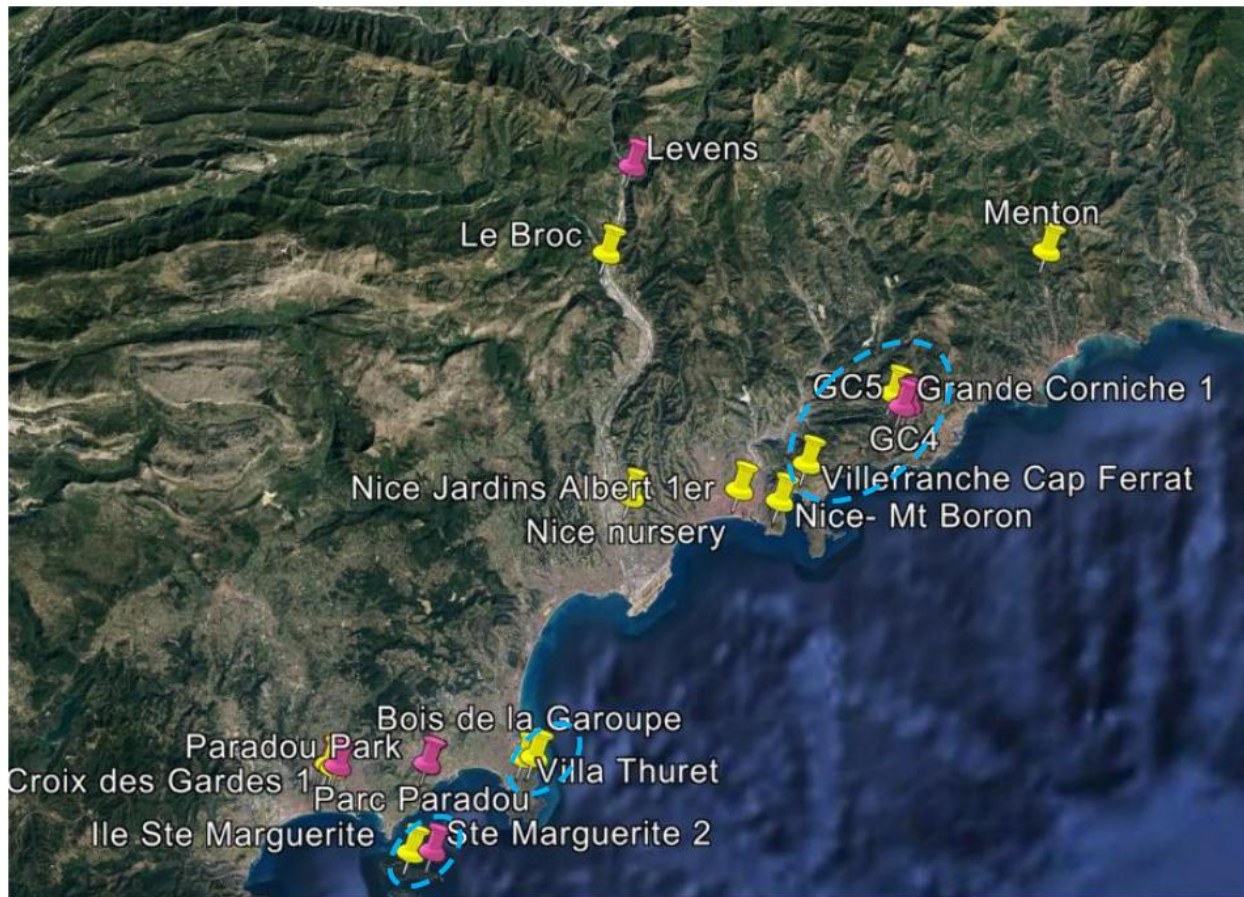 Levens
Menton
Le Broc
GC5
Grande Corniche 1
GC4
Villefranche Cap Ferrat
Nice Jardins Albert 1er
Nice- Mt Boron
Nice nursery
Bois de la Garoupe
Paradou Park
Villa Thuret
Croix des Gardes 1
Parc Paradou
Ile Ste Marguerite
Ste Marguerite 2